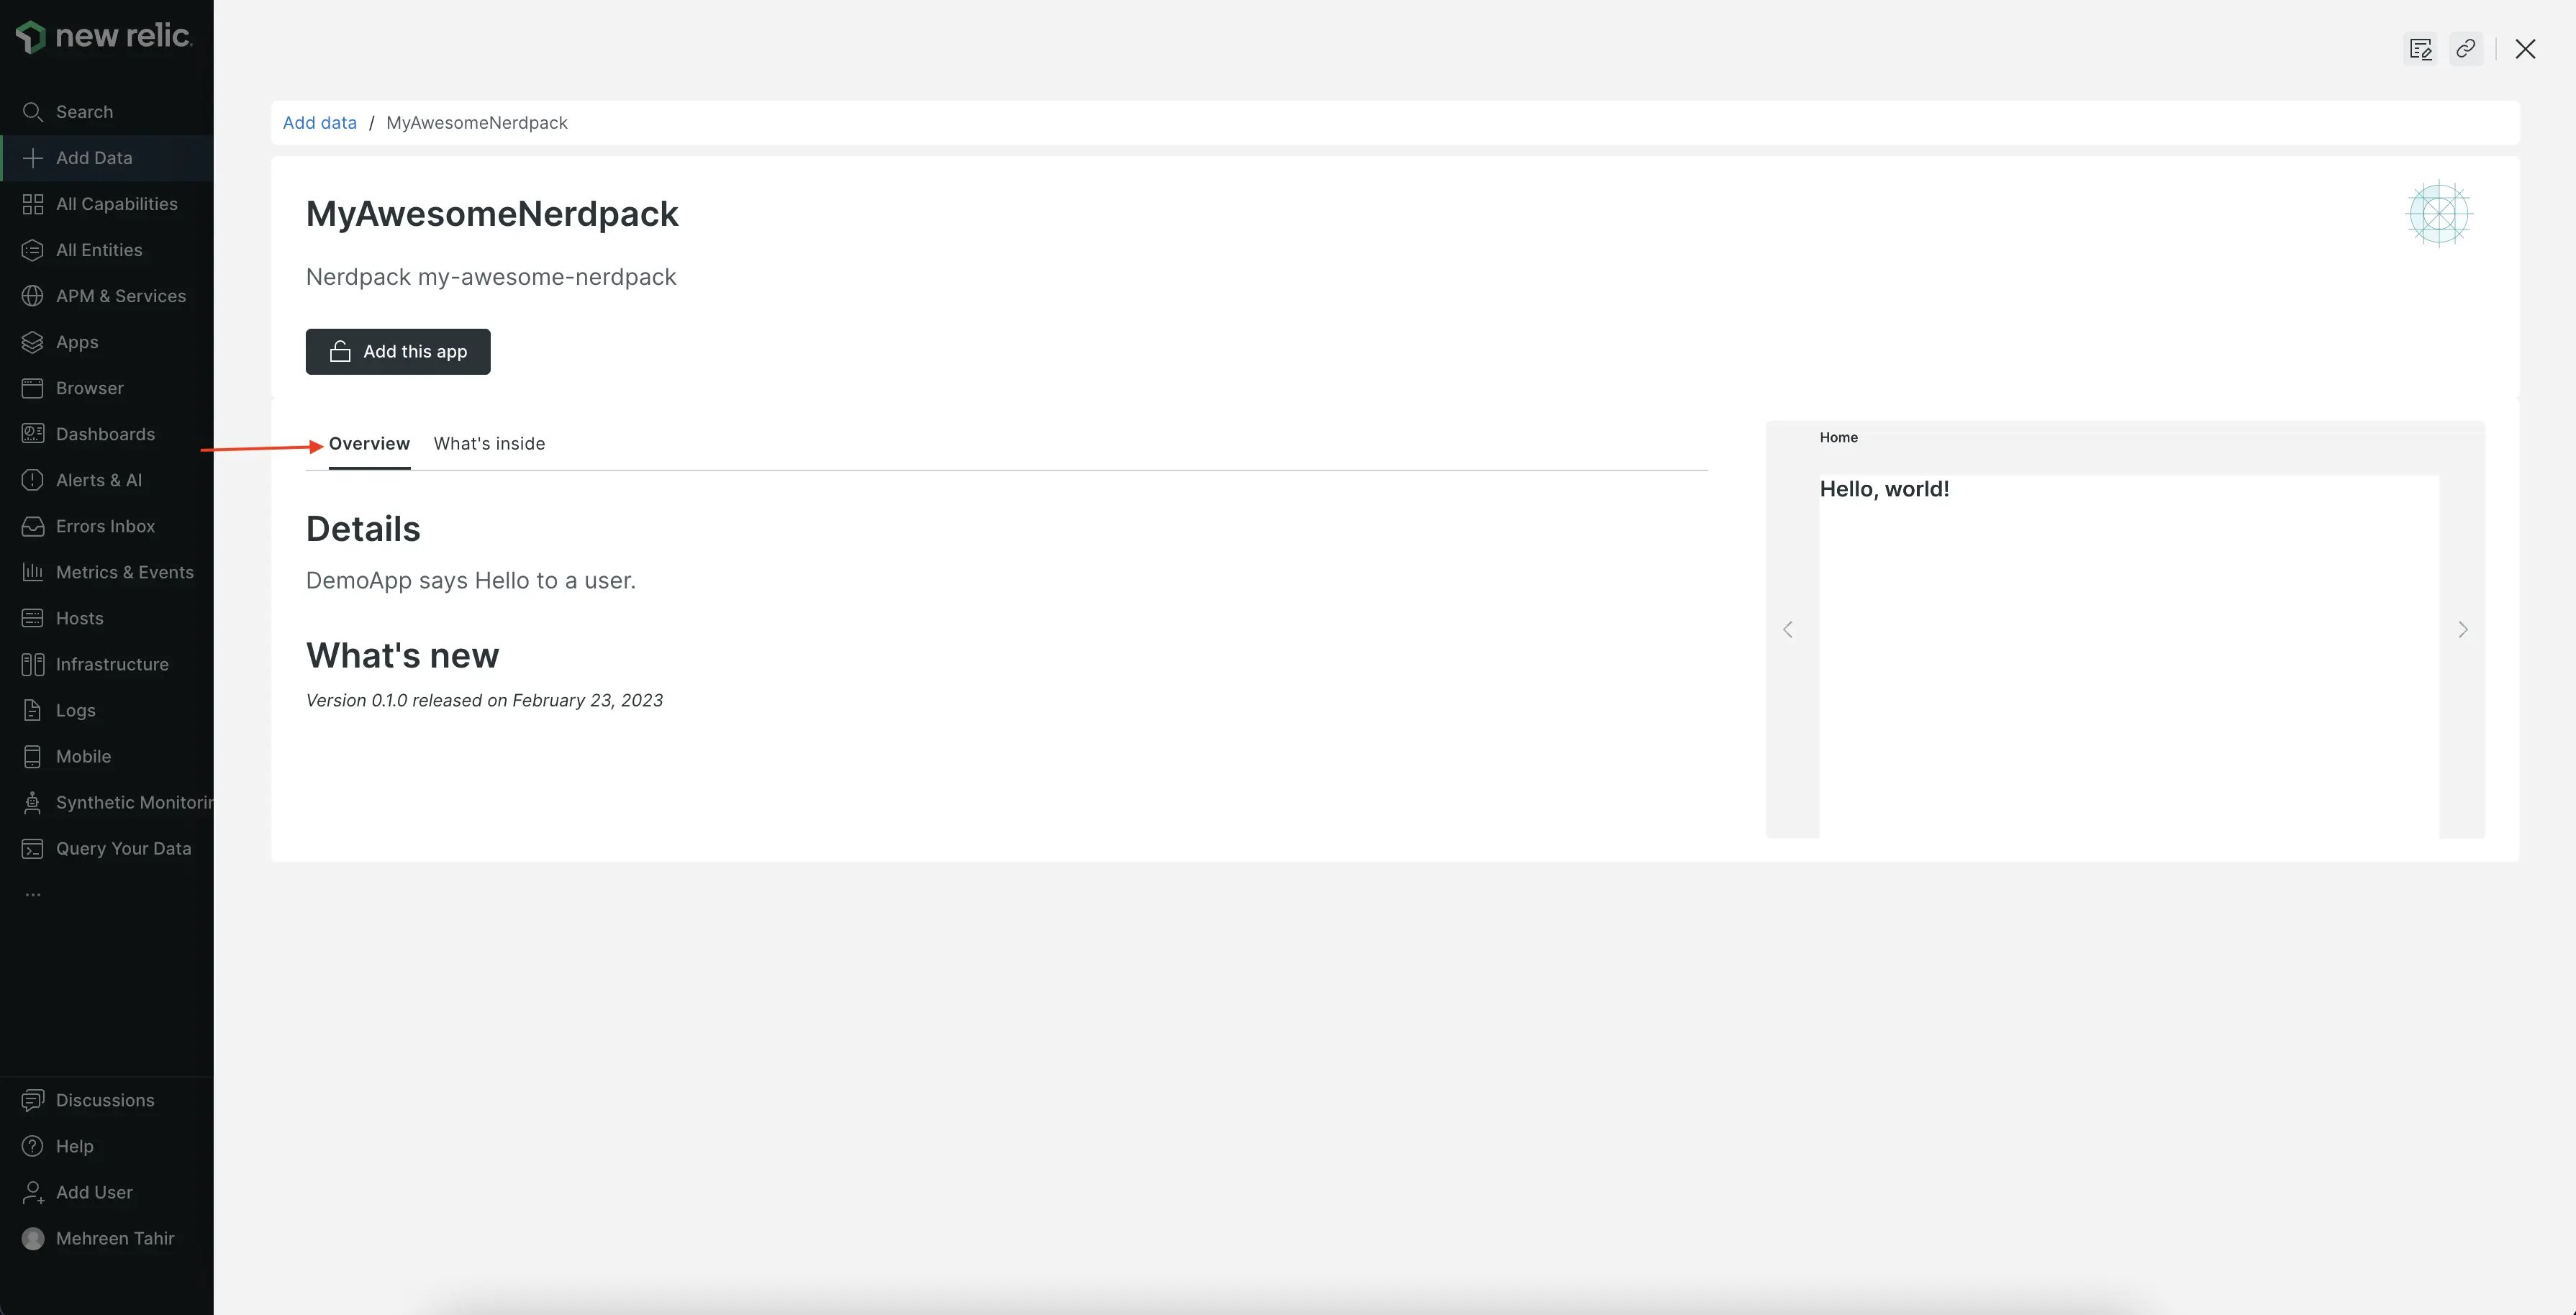 new relic.
Search
Add Data
All Capabilities
All Entities
APM & Services
Apps
Browser
Dashboards
Alerts & AI
Errors Inbox
Metrics & Events
Hosts
Infrastructure
Logs
Mobile
Synthetic Monitorin
Query Your Data
...
Discussions
Help
Add User
Mehreen Tahir
Add data / MyAwesomeNerdpack
MyAwesomeNerdpack
Nerdpack my-awesome-nerdpack
Add this app
Overview What's inside
Details
DemoApp says Hello to a user.
What's new
Version 0.1.0 released on February 23, 2023
Home
Hello, world!